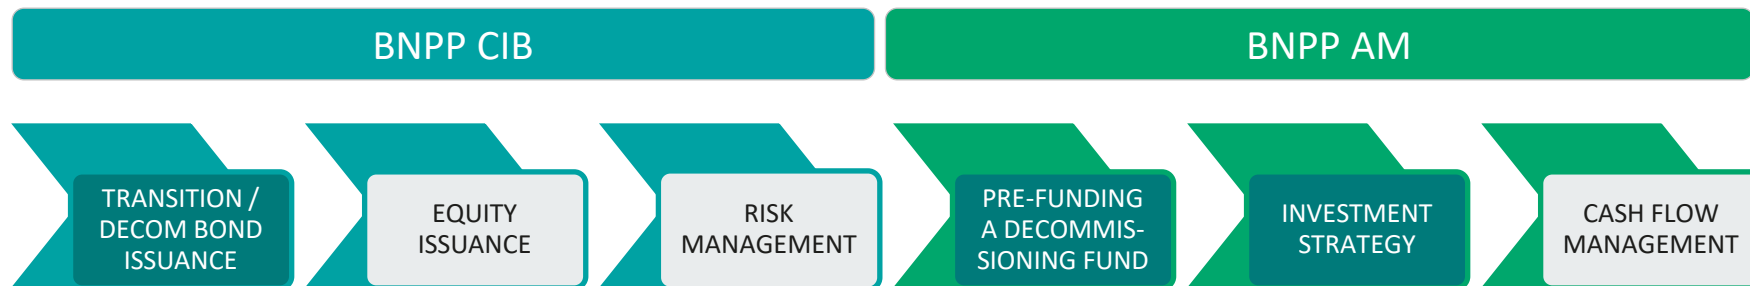 BNPP CIB
BNPP AM
TRANSITION /
DECOM BOND
ISSUANCE
EQUITY
ISSUANCE
RISK
MANAGEMENT
PRE-FUNDING
A DECOMMIS-
SIONING FUND
INVESTMENT
STRATEGY
CASH FLOW
MANAGEMENT